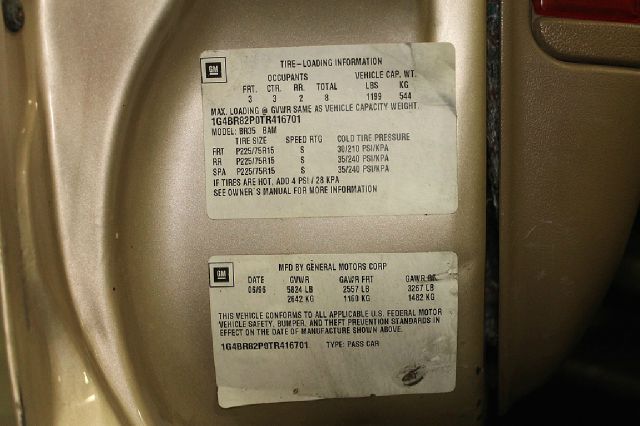 GM
TIRE-LOADING INFORMATION
OCCUPANTS VEHICLE CAP. WT.
FRT. CTR. RR. TOTAL LBS KG
3 3 2 8 1199 544
MAX. LOADING @ GVWR SAME AS VEHICLE CAPACITY WEIGHT.
1G4BR82P0TR416701
MODEL: BR35 BAM
TIRE SIZE SPEED RTG COLD TIRE PRESSURE
FRT P225/75R15 S 30/210 PSI/KPA
RR P225/75R15 S 35/240 PSI/KPA
SPA P225/75R15 S 35/240 PSI/KPA
IF TIRES ARE HOT, ADD 4 PSI / 28 KPA
SEE OWNER'S MANUAL FOR MORE INFORMATION
GM
MFD BY GENERAL MOTORS CORP
DATE GVWR GAWR FRT GAWR RR
06/96 5824 LB 2557 LB 3267 LB
2642 KG 1160 KG 1482 KG
THIS VEHICLE CONFORMS TO ALL APPLICABLE U.S. FEDERAL MOTOR
VEHICLE SAFETY, BUMPER, AND THEFT PREVENTION STANDARDS IN
EFFECT ON THE DATE OF MANUFACTURE SHOWN ABOVE.
1G4BR82P0TR416701 TYPE: PASS CAR